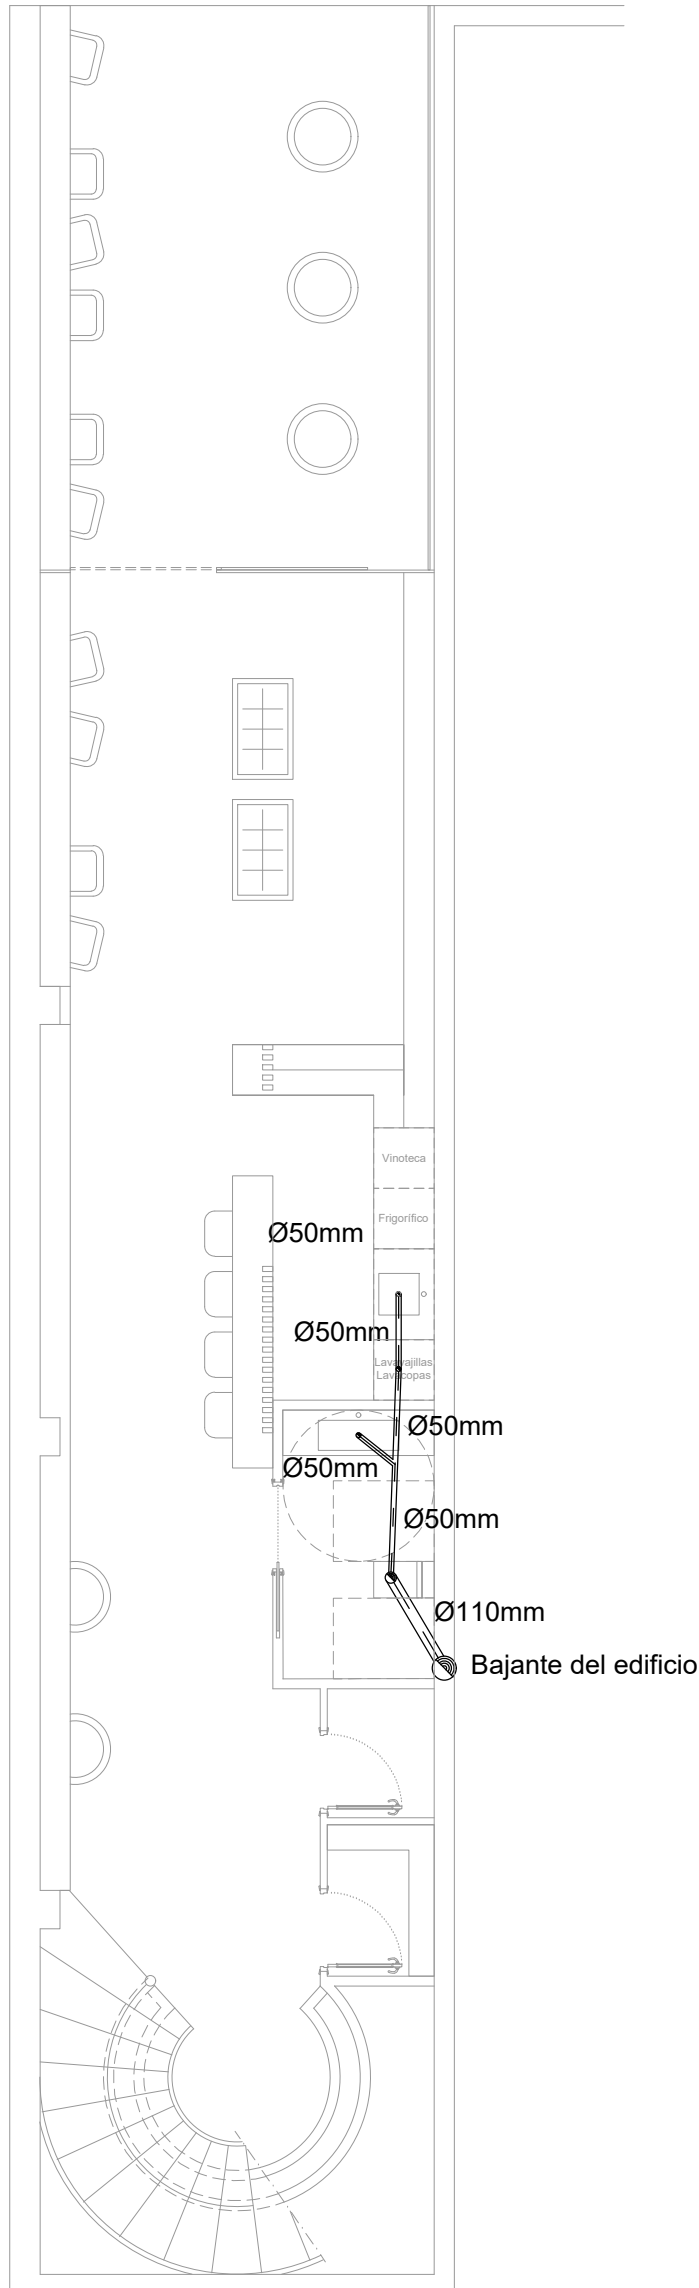 Vinoteca
Frigorífico
Ø50mm
Ø50mm
Lavavajillas
Lavacopas
Ø50mm
Ø50mm
Ø50mm
Ø110mm
Bajante del edificio